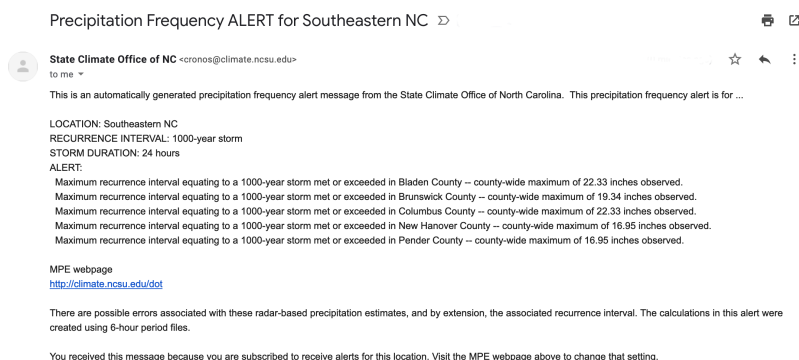 Precipitation Frequency ALERT for Southeastern NC
State Climate Office of NC <cronos@climate.ncsu.edu>
to me
This is an automatically generated precipitation frequency alert message from the State Climate Office of North Carolina.  This precipitation frequency alert is for ...
LOCATION: Southeastern NC
RECURRENCE INTERVAL: 1000-year storm
STORM DURATION: 24 hours
ALERT:
Maximum recurrence interval equating to a 1000-year storm met or exceeded in Bladen County -- county-wide maximum of 22.33 inches observed.
Maximum recurrence interval equating to a 1000-year storm met or exceeded in Brunswick County -- county-wide maximum of 19.34 inches observed.
Maximum recurrence interval equating to a 1000-year storm met or exceeded in Columbus County -- county-wide maximum of 22.33 inches observed.
Maximum recurrence interval equating to a 1000-year storm met or exceeded in New Hanover County -- county-wide maximum of 16.95 inches observed.
Maximum recurrence interval equating to a 1000-year storm met or exceeded in Pender County -- county-wide maximum of 16.95 inches observed.
MPE webpage
http://climate.ncsu.edu/dot
There are possible errors associated with these radar-based precipitation estimates, and by extension, the associated recurrence interval. The calculations in this alert were
created using 6-hour period files.
You received this message because you are subscribed to receive alerts for this location. Visit the MPE webpage above to change that setting.